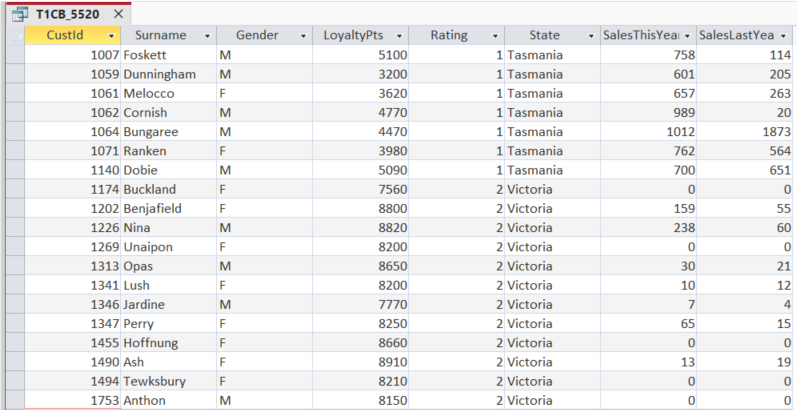 T1CB_5520
CustId Surname Gender LoyaltyPts Rating State SalesThisYea SalesLastYea
1007 Foskett M 5100 1 Tasmania 758 114
1059 Dunningham M 3200 1 Tasmania 601 205
1061 Melocco F 3620 1 Tasmania 657 263
1062 Cornish M 4770 1 Tasmania 989 20
1064 Bungaree M 4470 1 Tasmania 1012 1873
1071 Ranken F 3980 1 Tasmania 762 564
1140 Dobie M 5090 1 Tasmania 700 651
1174 Buckland F 7560 2 Victoria 0 0
1202 Benjafield F 8800 2 Victoria 159 55
1226 Nina M 8820 2 Victoria 238 60
1269 Unaipon F 8200 2 Victoria 0 0
1313 Opas M 8650 2 Victoria 30 21
1341 Lush F 8200 2 Victoria 10 12
1346 Jardine M 7770 2 Victoria 7 4
1347 Perry F 8250 2 Victoria 65 15
1455 Hoffnung F 8660 2 Victoria 0 0
1490 Ash F 8910 2 Victoria 13 19
1494 Tewksbury F 8210 2 Victoria 0 0
1753 Anthon M 8150 2 Victoria 0 0